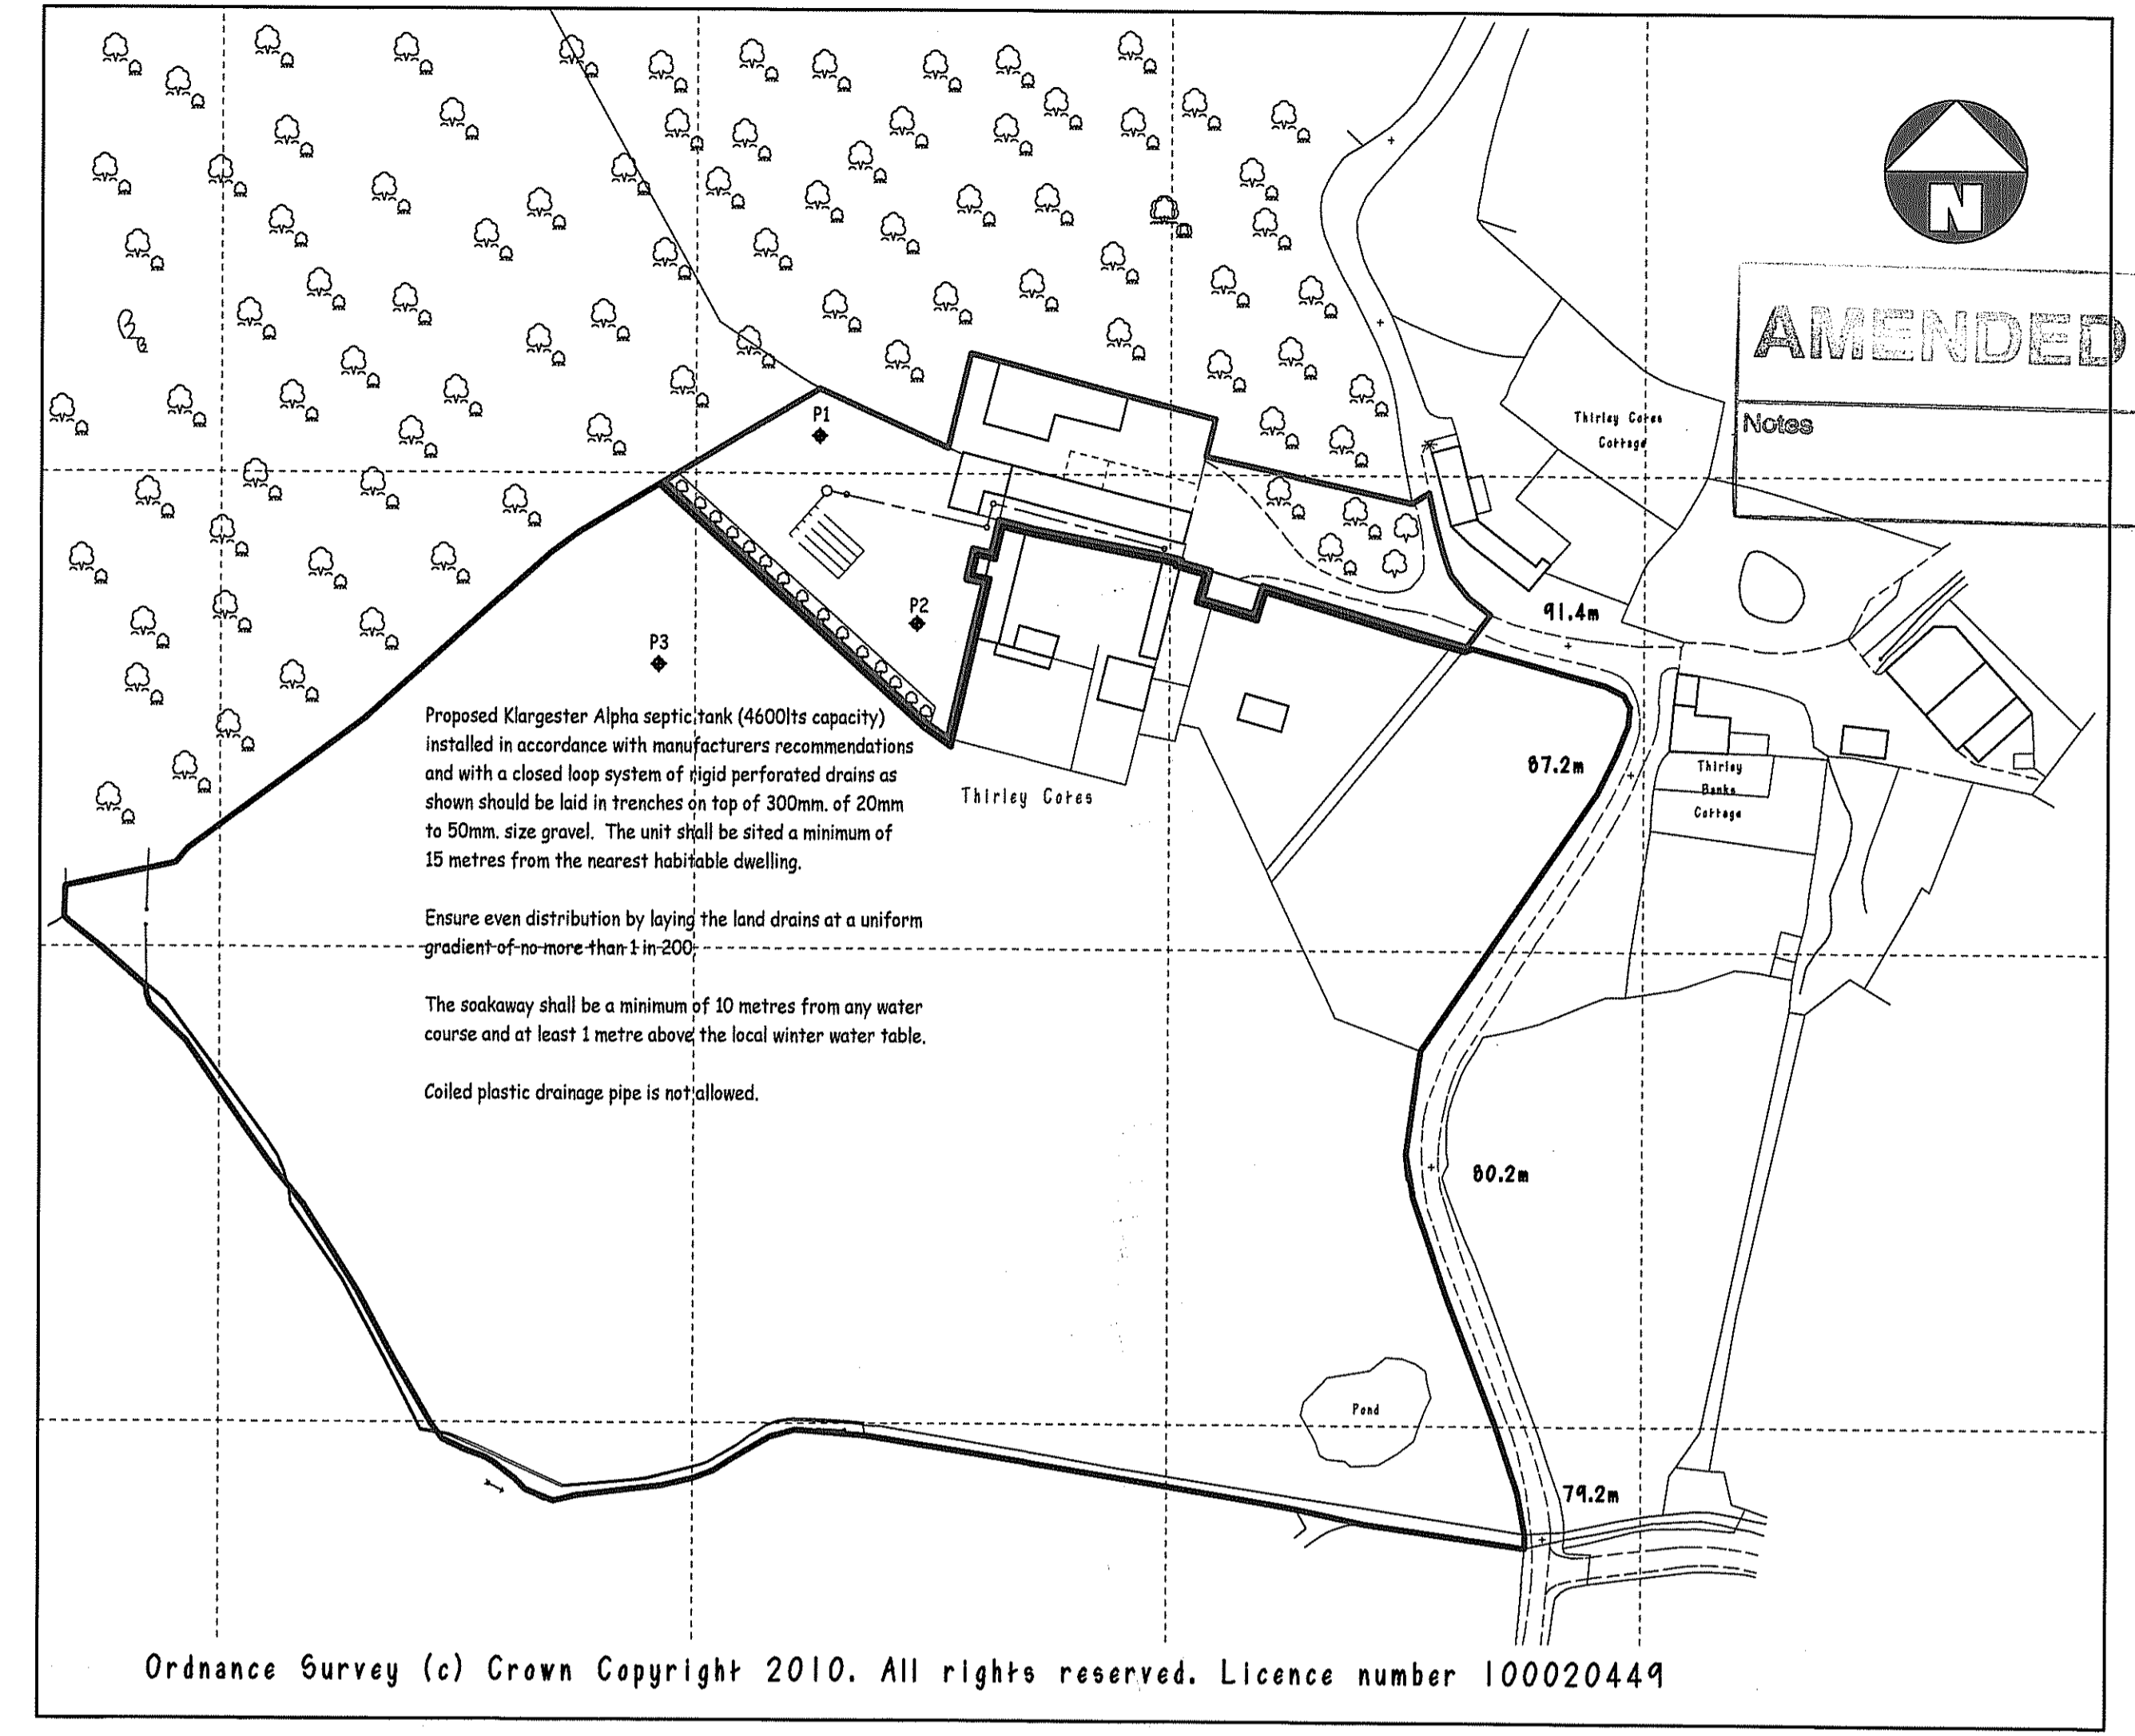 N
AMENDED
Notes
P1
Thirley Cotes
Cottage
P2
91.4m
P3
Proposed Klargester Alpha septic tank (4600lts capacity)
installed in accordance with manufacturers recommendations
and with a closed loop system of rigid perforated drains as
shown should be laid in trenches on top of 300mm. of 20mm
to 50mm. size gravel. The unit shall be sited a minimum of
15 metres from the nearest habitable dwelling.
87.2m
Thirley
Banks
Cottage
Thirley Cotes
Ensure even distribution by laying the land drains at a uniform
gradient of no more than 1 in 200.
The soakaway shall be a minimum of 10 metres from any water
course and at least 1 metre above the local winter water table.
Coiled plastic drainage pipe is not allowed.
80.2m
Pond
79.2m
Ordnance Survey (c) Crown Copyright 2010. All rights reserved. Licence number 100020449